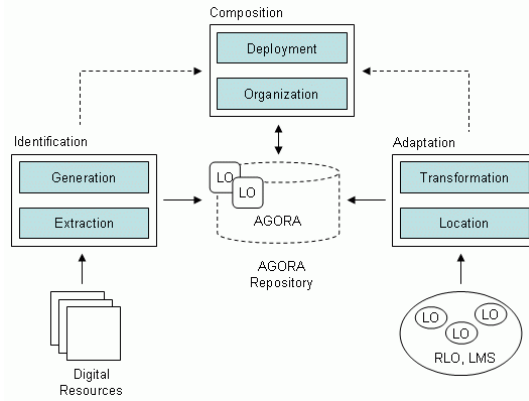 Composition
Deployment
Organization
Identification
Generation
Extraction
LO
LO
AGORA
AGORA
Repository
Adaptation
Transformation
Location
Digital
Resources
LO
LO
LO
RLO, LMS